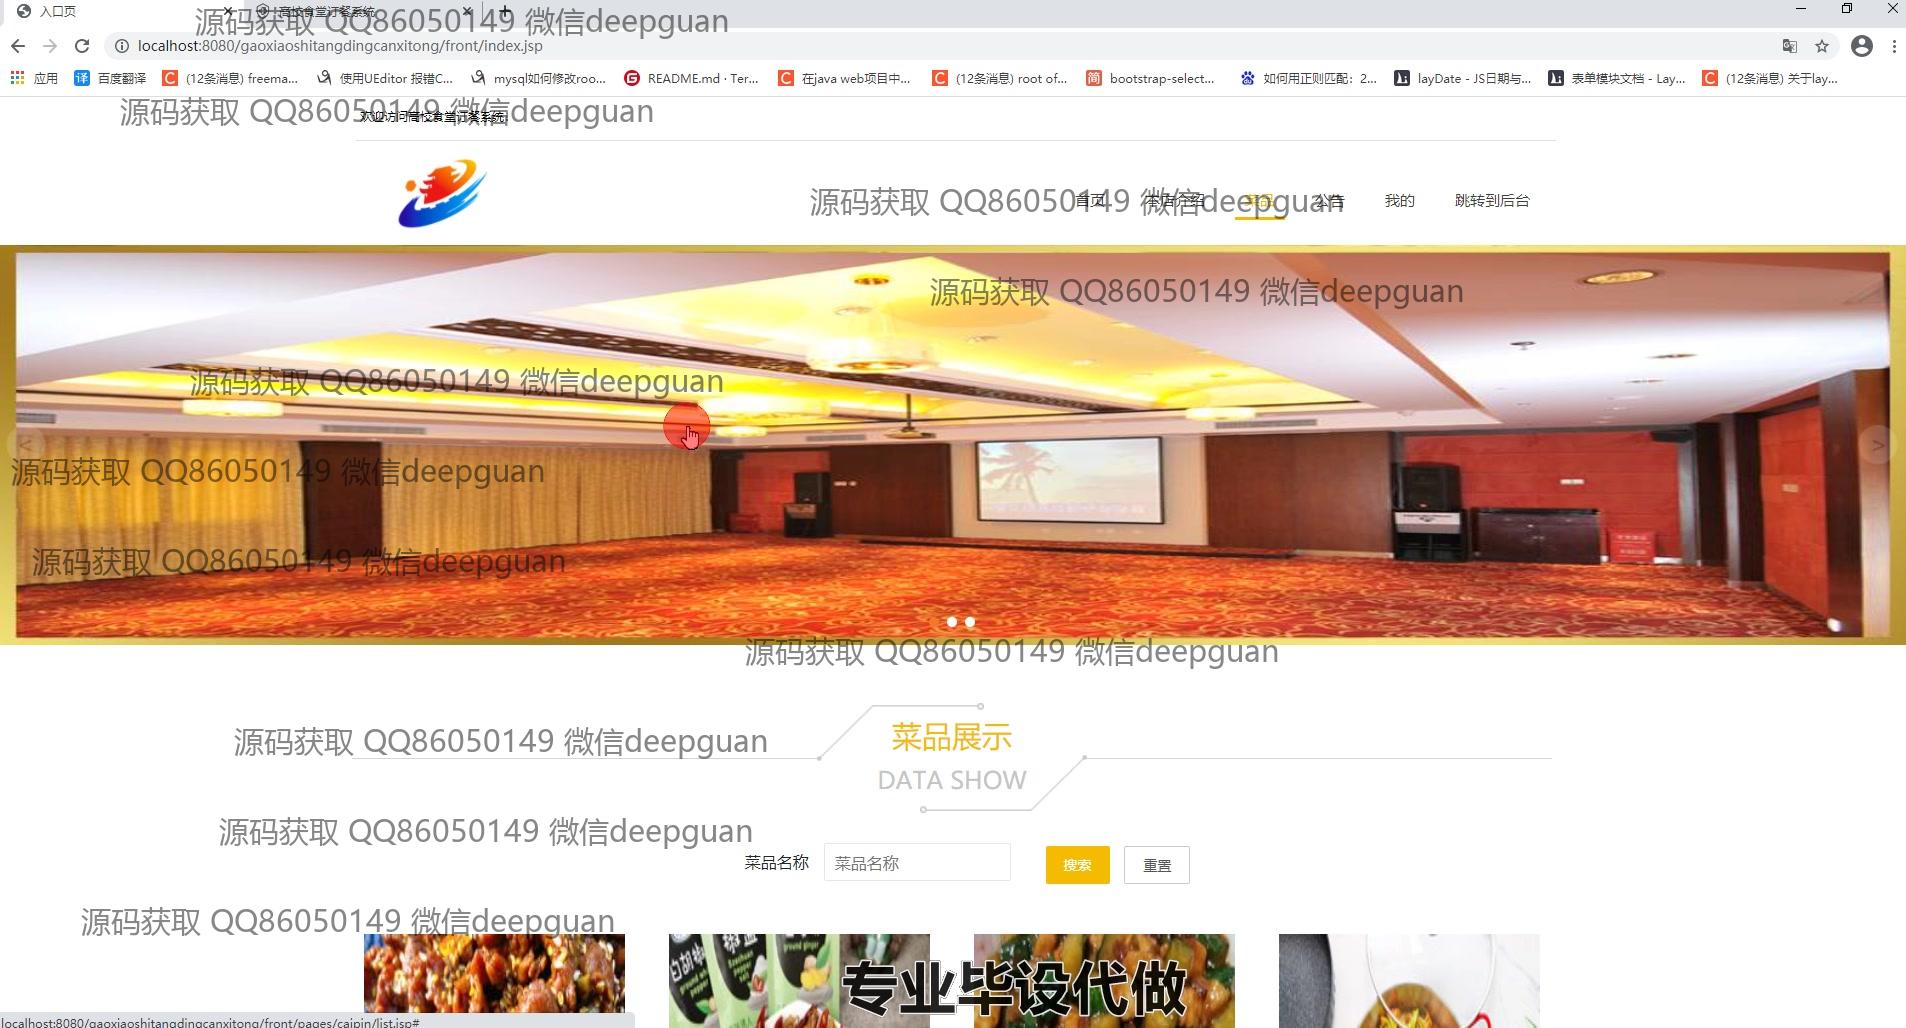 入口页
高校食堂订餐系统
源码获取 QQ86050149 微信deepguan
localhost:8080/gaoxiaoshitangdingcanxitong/front/index.jsp
应用 百度翻译 (12条消息) freema... 使用UEditor 报错C... mysql如何修改roo... README.md · Ter... 在java web项目中... (12条消息) root of... bootstrap-select... 如何用正则匹配：2... layDate - JS日期与... 表单模块文档 - Lay... (12条消息) 关于lay...
源码获取 QQ86050149 微信deepguan
欢迎访问高校食堂订餐系统
首页 本店介绍 菜品 公告 我的 跳转到后台
源码获取 QQ86050149 微信deepguan
源码获取 QQ86050149 微信deepguan
源码获取 QQ86050149 微信deepguan
源码获取 QQ86050149 微信deepguan
源码获取 QQ86050149 微信deepguan
源码获取 QQ86050149 微信deepguan
菜品展示
源码获取 QQ86050149 微信deepguan
DATA SHOW
源码获取 QQ86050149 微信deepguan
菜品名称 菜品名称 搜索 重置
源码获取 QQ86050149 微信deepguan
白胡椒
ground ginger
专业毕设代做
localhost:8080/gaoxiaoshitangdingcanxitong/front/pages/caipin/list.jsp#